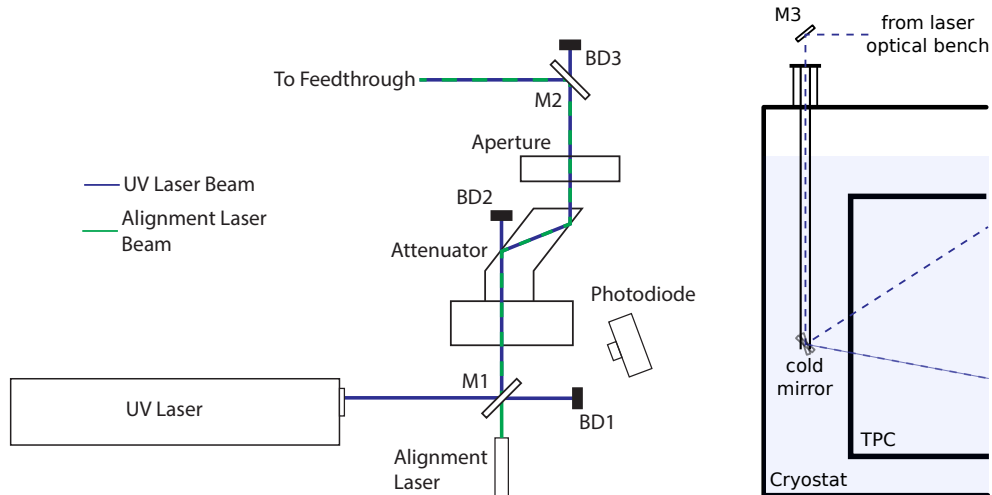 BD3
To Feedthrough
M2
Aperture
UV Laser Beam
Alignment Laser
Beam
BD2
Attenuator
Photodiode
M1
UV Laser
BD1
Alignment
Laser
M3
from laser
optical bench
cold
mirror
TPC
Cryostat